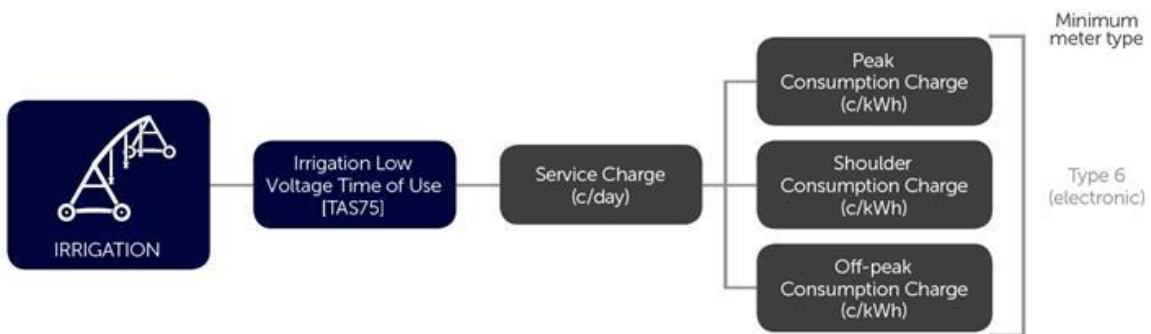 Minimum
meter type
Peak
Consumption Charge
(c/kWh)
Irrigation Low
Voltage Time of Use
[TAS75]
Service Charge
(c/day)
Shoulder
Consumption Charge
(c/kWh)
Type 6
(electronic)
IRRIGATION
Off-peak
Consumption Charge
(c/kWh)